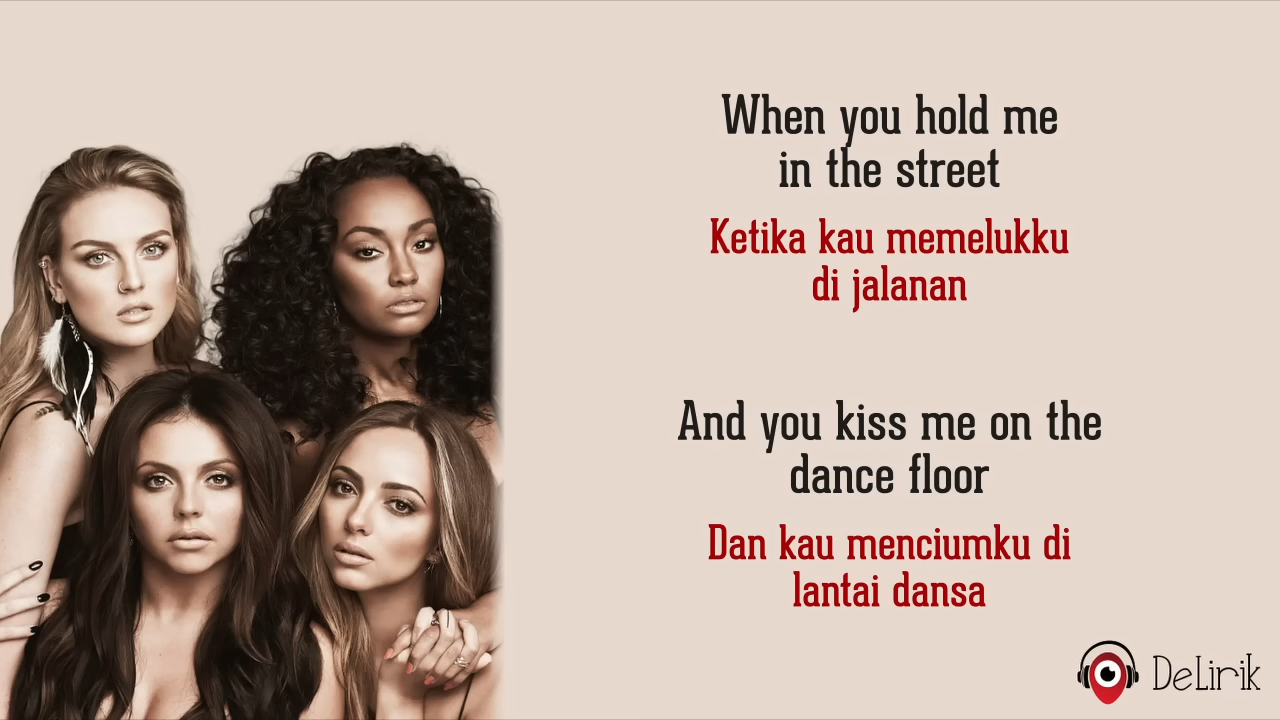 When you hold me
in the street
Ketika kau memelukku
di jalanan
And you kiss me on the
dance floor
Dan kau menciumku di
lantai dansa
DeLirik